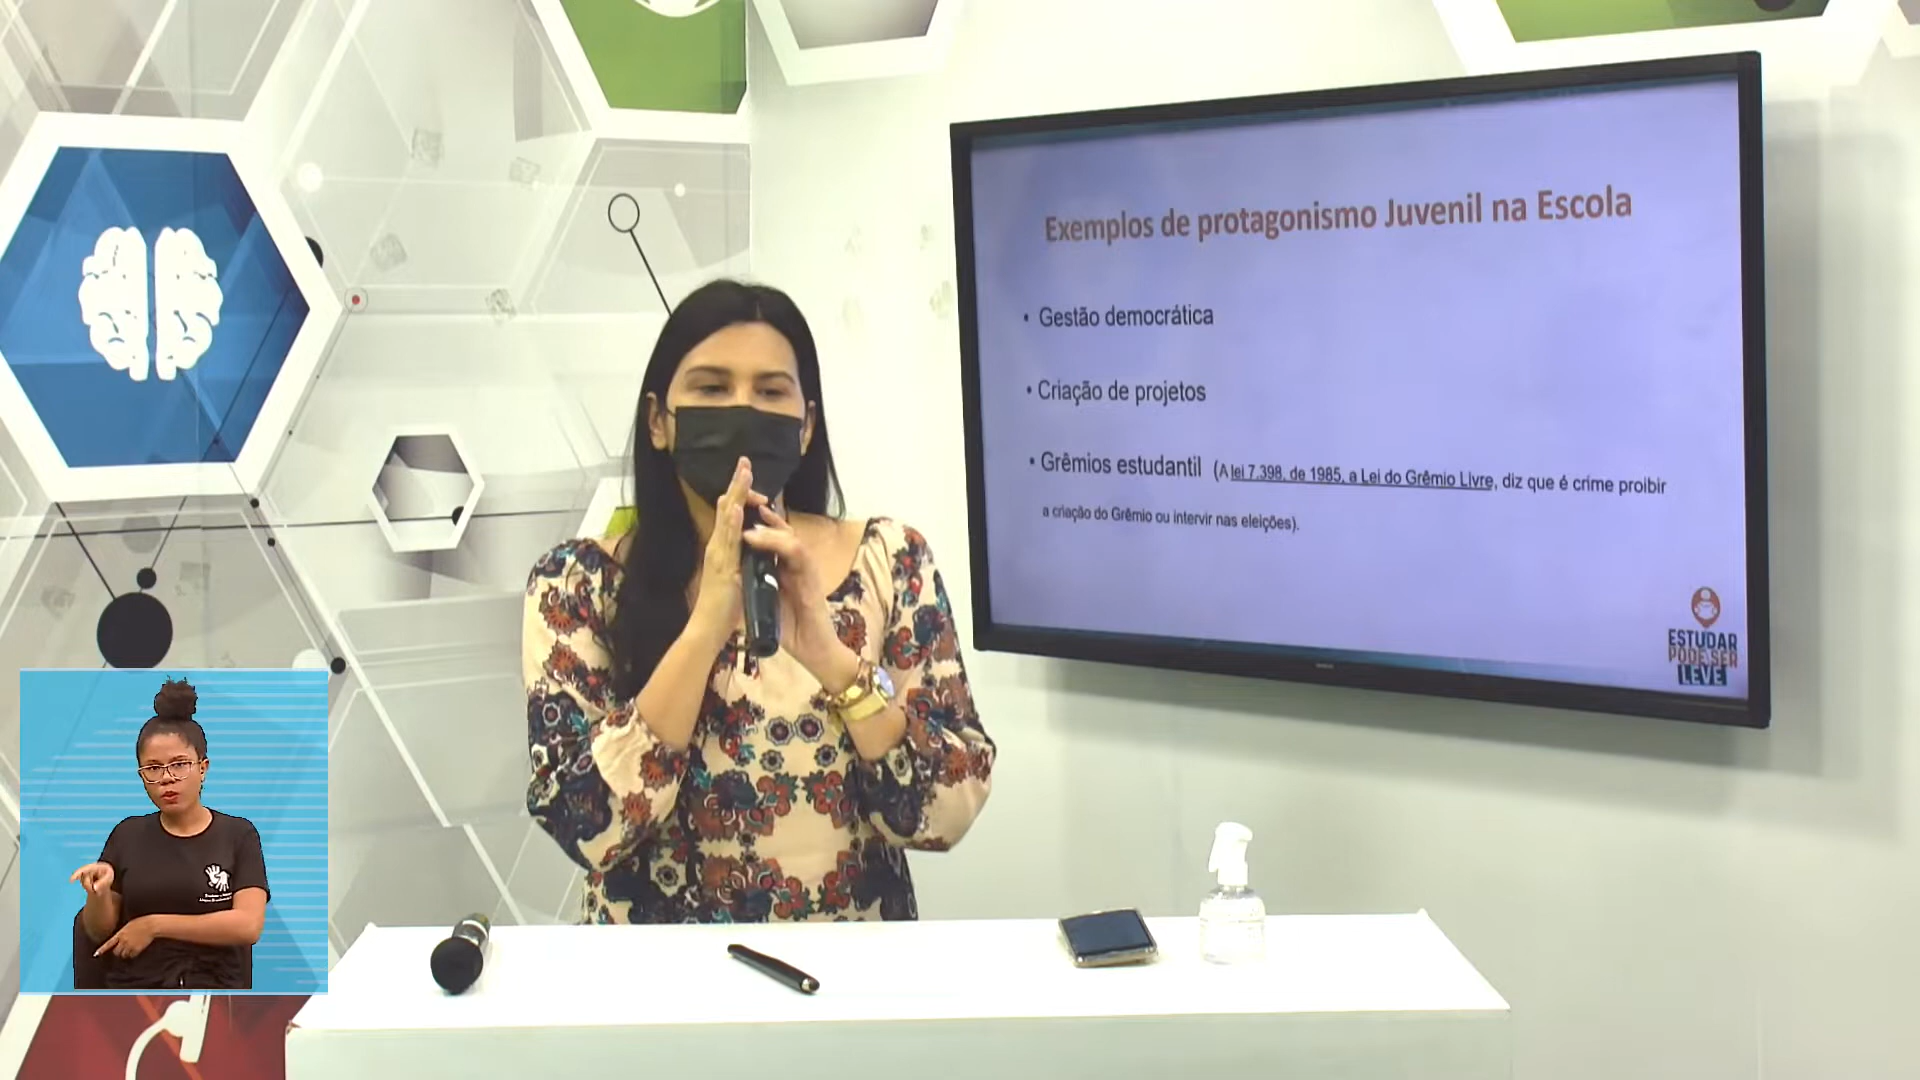 Exemplos de protagonismo Juvenil na Escola
• Gestão democrática
• Criação de projetos
• Grêmios estudantil (A lei 7.398, de 1985, a Lei do Grêmio Livre, diz que é crime proibir
a criação do Grêmio ou intervir nas eleições).
ESTUDAR
PODE SER
LEVE